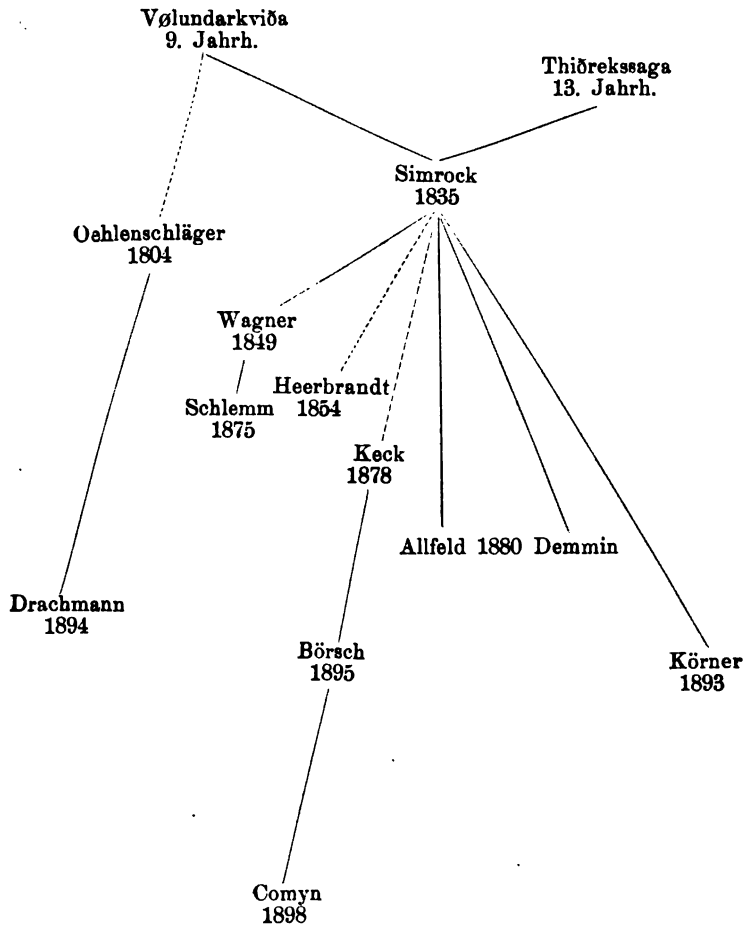 Vølundarkviða
9. Jahrh.
Thiðrekssaga
13. Jahrh.
Simrock
1835
Oehlenschläger
1804
Wagner
1849
Heerbrandt
1854
Schlemm
1875
Keck
1878
Allfeld 1880 Demmin
Drachmann
1894
Börsch
1895
Körner
1893
Comyn
1898